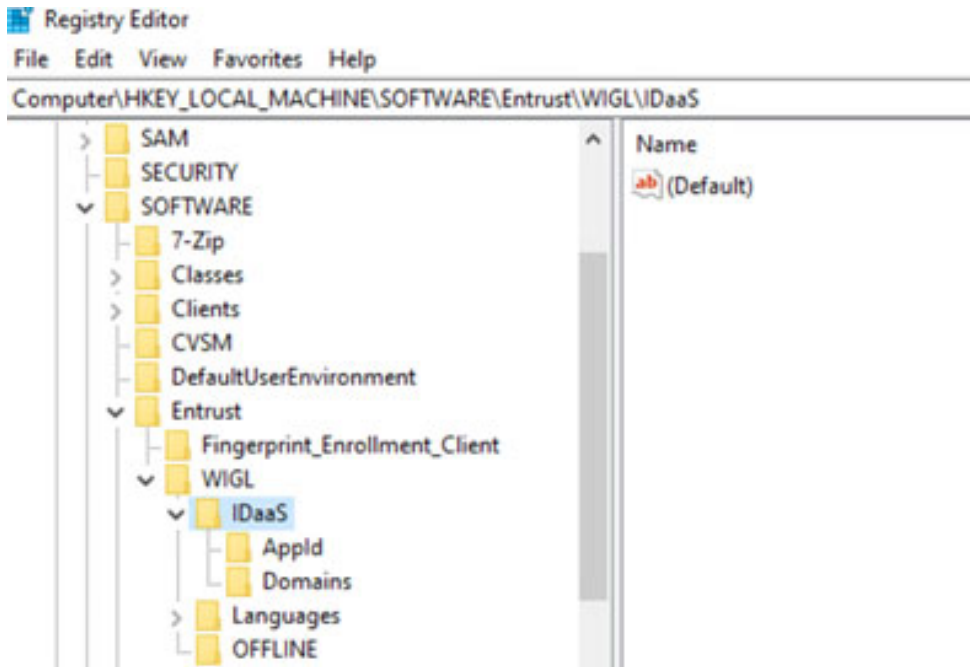 Registry Editor
File Edit View Favorites Help
Computer\HKEY_LOCAL_MACHINE\SOFTWARE\Entrust\WIGL\IDaaS
SAM
SECURITY
SOFTWARE
7-Zip
Classes
Clients
CVSM
DefaultUserEnvironment
Entrust
Fingerprint_Enrollment_Client
WIGL
IDaaS
AppId
Domains
Languages
OFFLINE
Name
ab (Default)